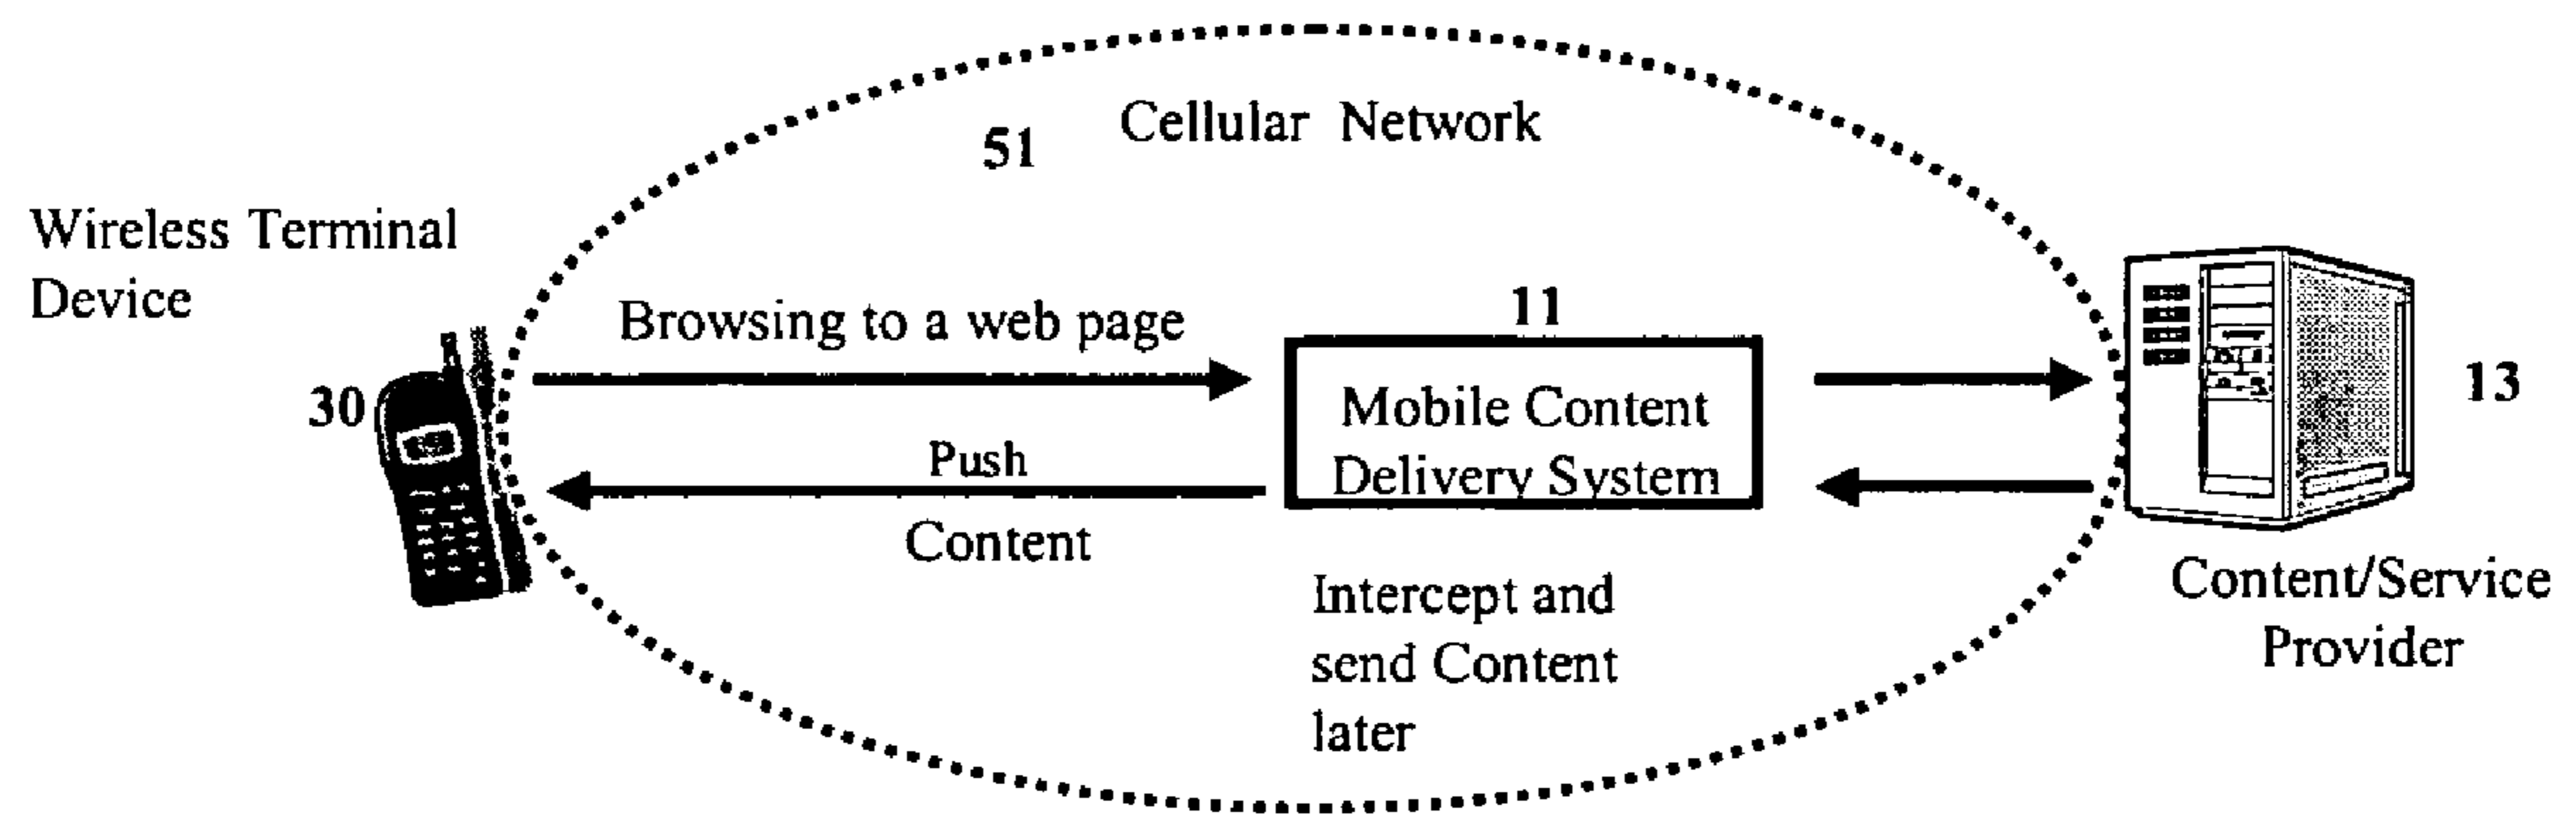 Cellular Network
51
Wireless Terminal
Device
30
Browsing to a web page
Push
Content
11
Mobile Content
Delivery System
Intercept and
send Content
later
13
Content/Service
Provider